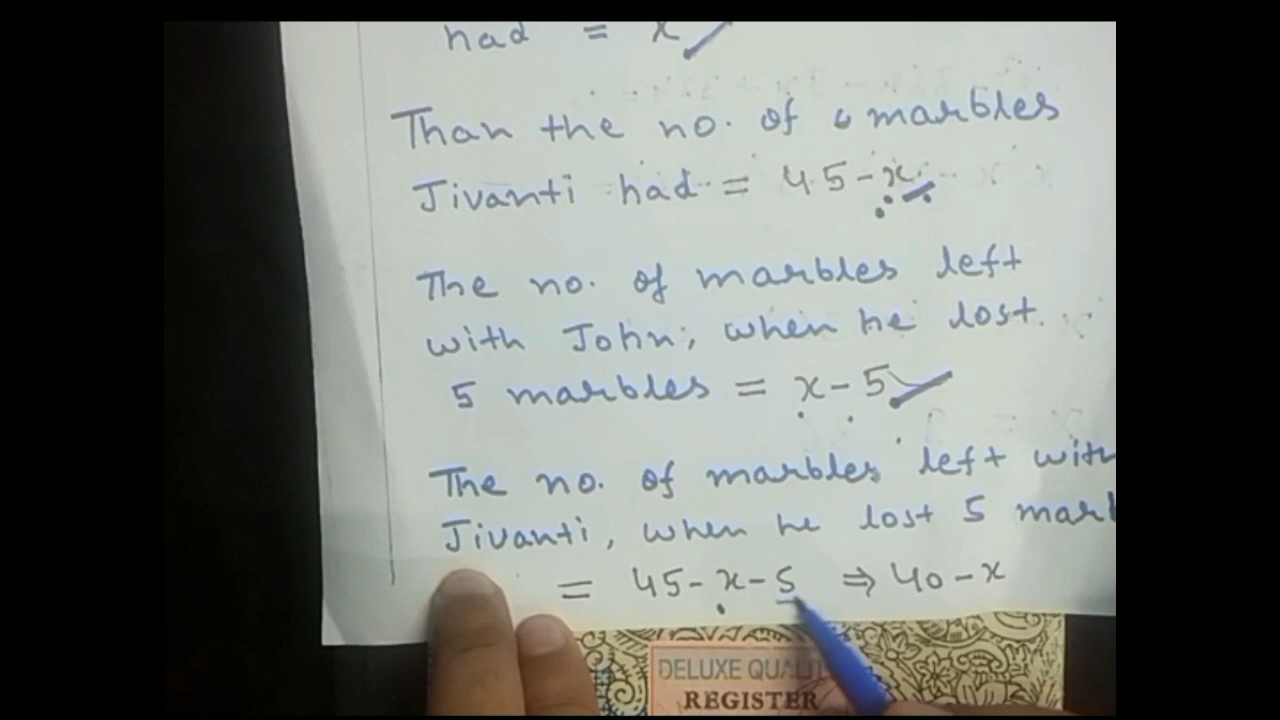 had = x
Than the no. of marbles
Jivanti had = 45-x
The no. of marbles left
with John, when he lost
5 marbles = x-5
The no. of marbles left with
Jivanti, when he lost 5 mar
= 45-x-5 ⇒ 40-x
DELUXE QUALIT
REGISTER